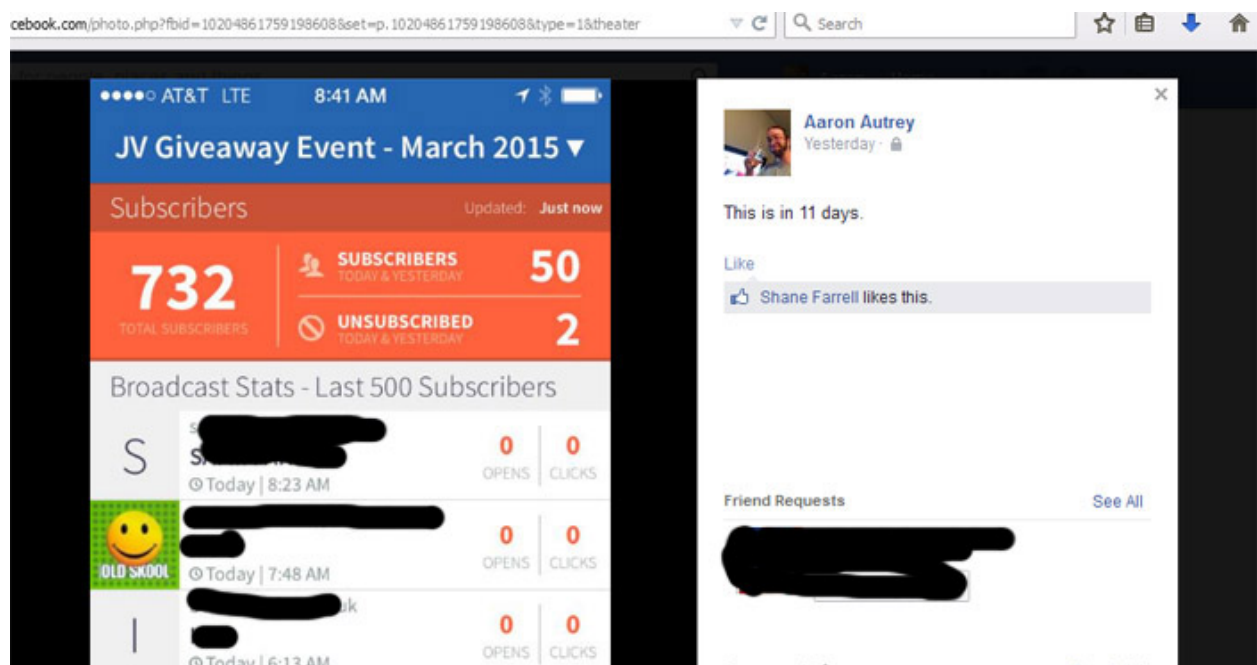 cebook.com/photo.php?fbid=10204861759198608&set=p.10204861759198608&type=1&theater
Search
AT&T LTE 8:41 AM
JV Giveaway Event - March 2015 ▼
Subscribers Updated: Just now
732
TOTAL SUBSCRIBERS
SUBSCRIBERS
TODAY & YESTERDAY
50
UNSUBSCRIBED
TODAY & YESTERDAY
2
Broadcast Stats - Last 500 Subscribers
S
Today | 8:23 AM
0 OPENS
0 CLICKS
OLD SKOOL
Today | 7:48 AM
0 OPENS
0 CLICKS
I
uk
Today | 6:13 AM
0 OPENS
0 CLICKS
Aaron Autrey
Yesterday ·
This is in 11 days.
Like
Shane Farrell likes this.
Friend Requests See All